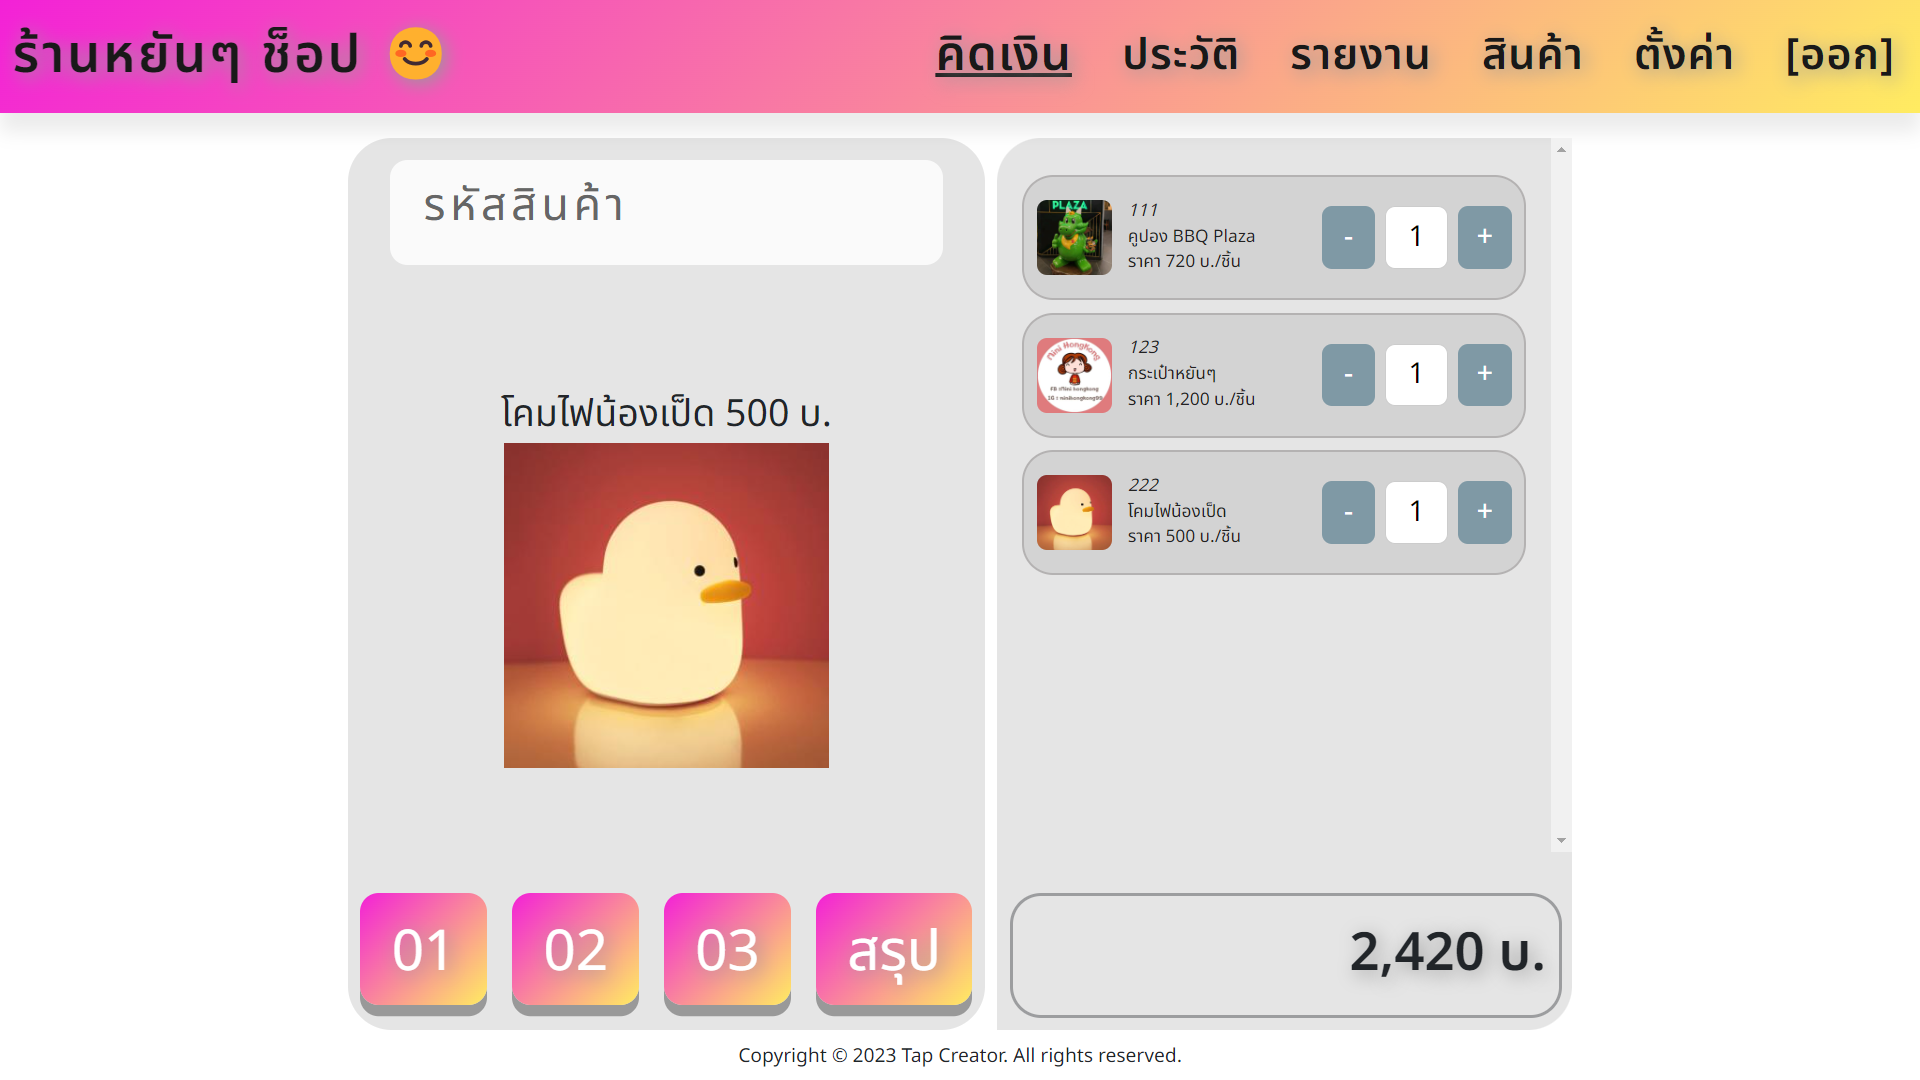 ร้านหยันๆ ช็อป 😊
คิดเงิน ประวัติ รายงาน สินค้า ตั้งค่า [ออก]
รหัสสินค้า
โคมไฟน้องเป็ด 500 บ.
01 02 03 สรุป
PLAZA
111
คูปอง BBQ Plaza
ราคา 720 บ./ชิ้น
- 1 +
Mini HongKong
123
กระเป๋าหยันๆ
ราคา 1,200 บ./ชิ้น
- 1 +
222
โคมไฟน้องเป็ด
ราคา 500 บ./ชิ้น
- 1 +
2,420 บ.
Copyright © 2023 Tap Creator. All rights reserved.